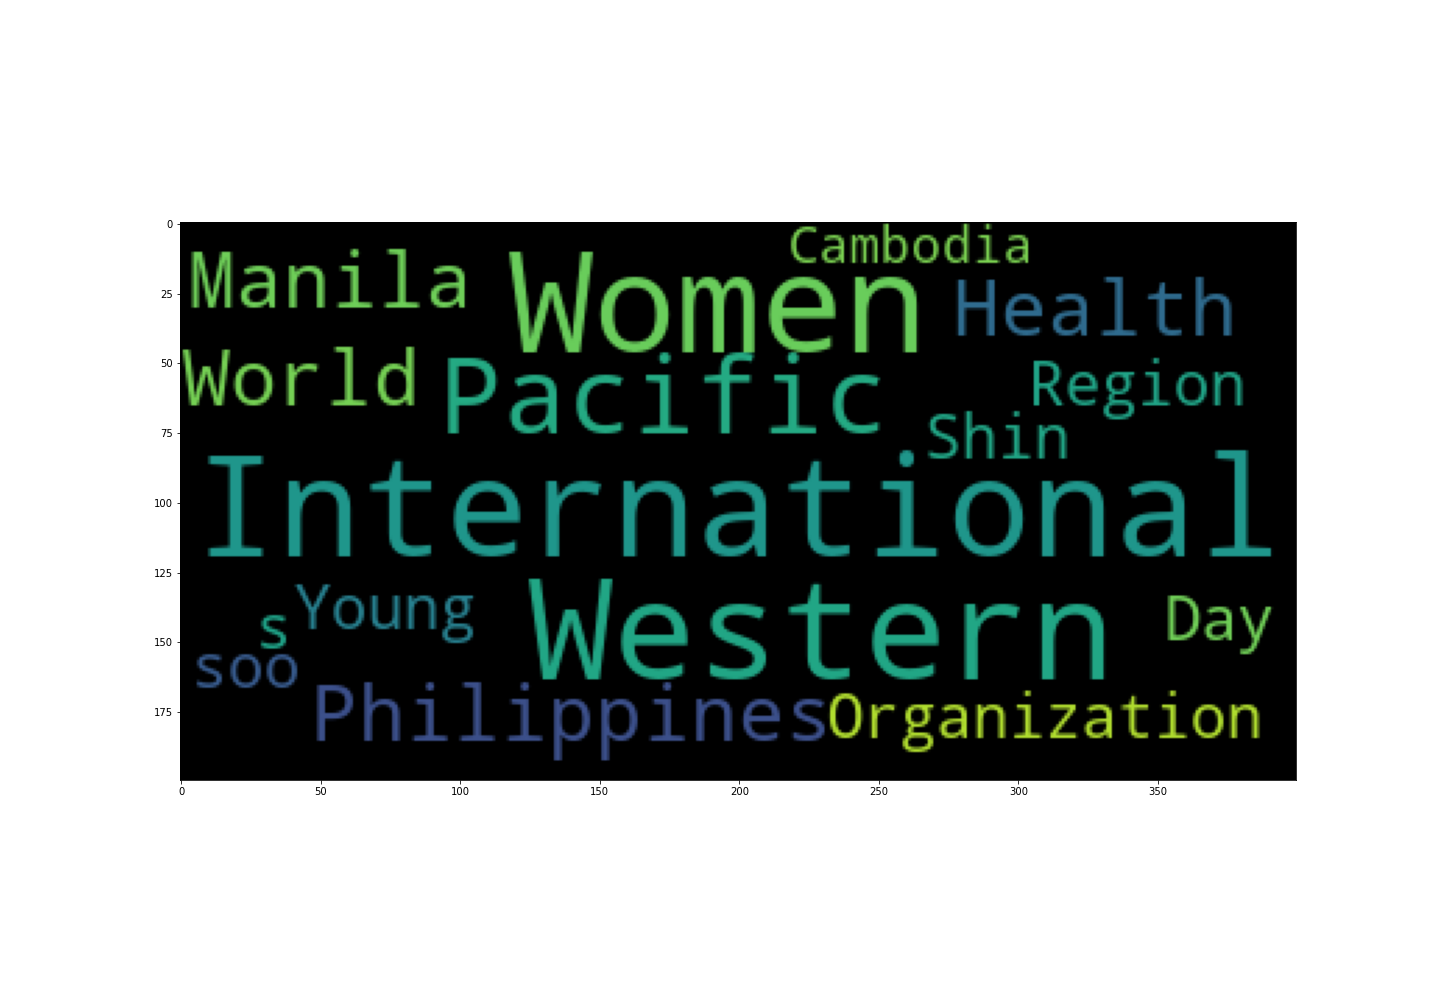 0
25
50
75
100
125
150
175
Cambodia
Manila Women Health
World Pacific Region
Shin
International
s Young Western Day
soo
Philippines Organization
0 50 100 150 200 250 300 350